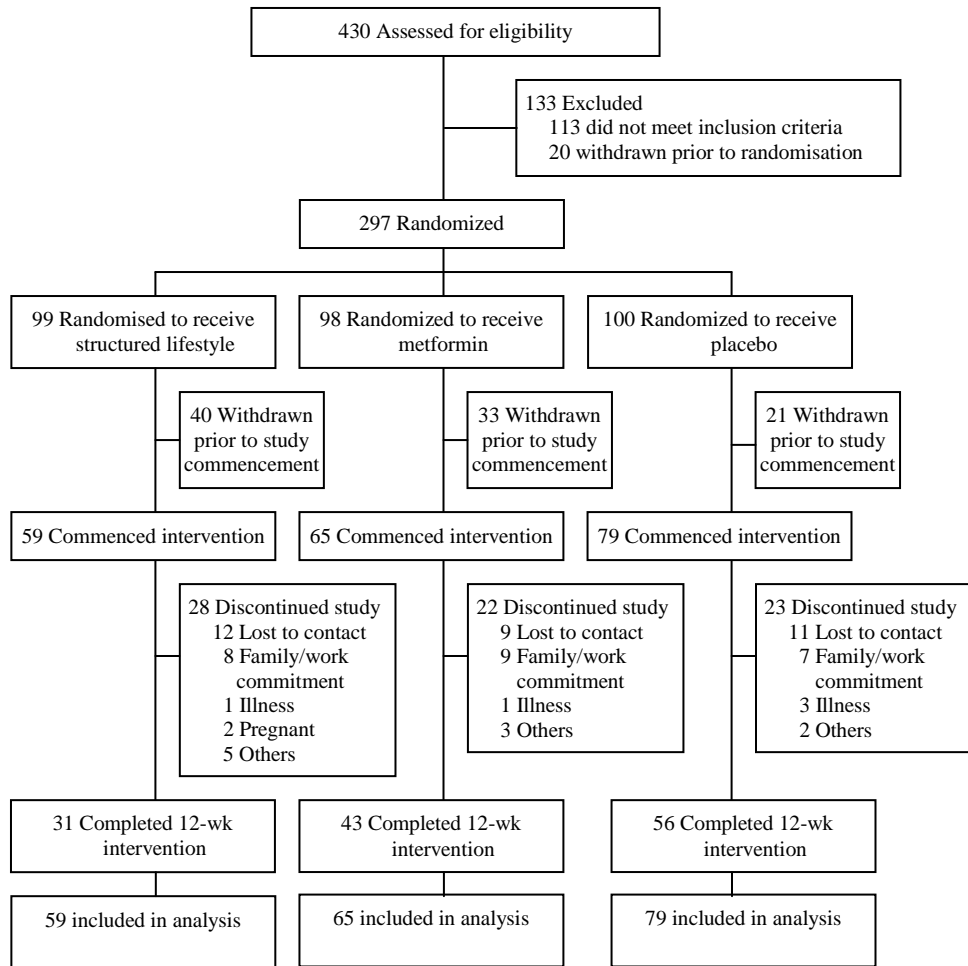 430 Assessed for eligibility
133 Excluded
113 did not meet inclusion criteria
20 withdrawn prior to randomisation
297 Randomized
99 Randomised to receive
structured lifestyle
98 Randomized to receive
metformin
100 Randomized to receive
placebo
40 Withdrawn
prior to study
commencement
33 Withdrawn
prior to study
commencement
21 Withdrawn
prior to study
commencement
59 Commenced intervention
65 Commenced intervention
79 Commenced intervention
28 Discontinued study
12 Lost to contact
8 Family/work
commitment
1 Illness
2 Pregnant
5 Others
22 Discontinued study
9 Lost to contact
9 Family/work
commitment
1 Illness
3 Others
23 Discontinued study
11 Lost to contact
7 Family/work
commitment
3 Illness
2 Others
31 Completed 12-wk
intervention
43 Completed 12-wk
intervention
56 Completed 12-wk
intervention
59 included in analysis
65 included in analysis
79 included in analysis